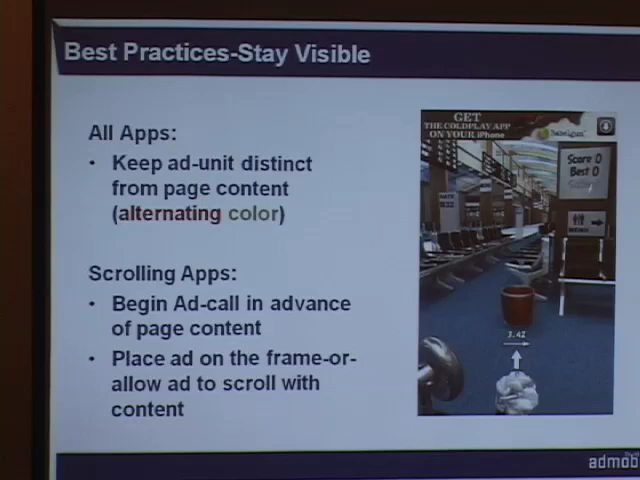 Best Practices-Stay Visible
All Apps:
• Keep ad-unit distinct
from page content
(alternating color)
Scrolling Apps:
• Begin Ad-call in advance
of page content
• Place ad on the frame-or-
allow ad to scroll with
content
GET
THE COLDPLAY APP
ON YOUR iPhone
Score 0
Best 0
3.42
admob